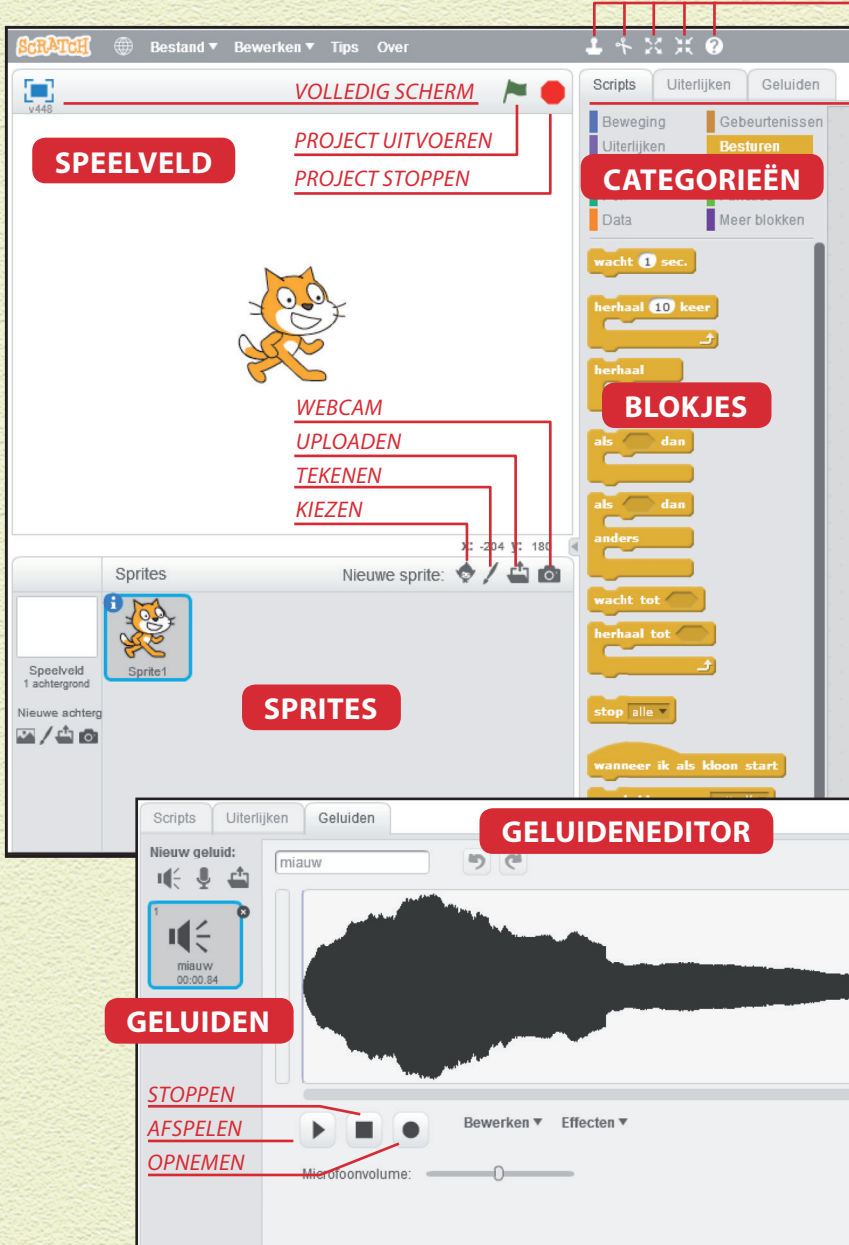 SCRATCH Bestand Bewerken Tips Over
v448
VOLLEDIG SCHERM
SPEELVELD
PROJECT UITVOEREN
PROJECT STOPPEN
WEBCAM
UPLOADEN
TEKENEN
KIEZEN
X: -204 y: 180
Scripts Uiterlijken Geluiden
Beweging Gebeurtenissen
Uiterlijken Besturen
CATEGORIEËN
Data Meer blokken
wacht 1 sec.
herhaal 10 keer
herhaal
BLOKJES
als dan
als dan
anders
wacht tot
herhaal tot
stop alle
wanneer ik als kloon start
Sprites Nieuwe sprite:
Speelveld
1 achtergrond
Sprite1
Nieuwe achterg
SPRITES
Scripts Uiterlijken Geluiden
GELUIDENEDITOR
Nieuw geluid:
miauw
1
miauw
00:00.84
GELUIDEN
STOPPEN
AFSPELEN
OPNEMEN
Bewerken Effecten
Microfoonvolume: